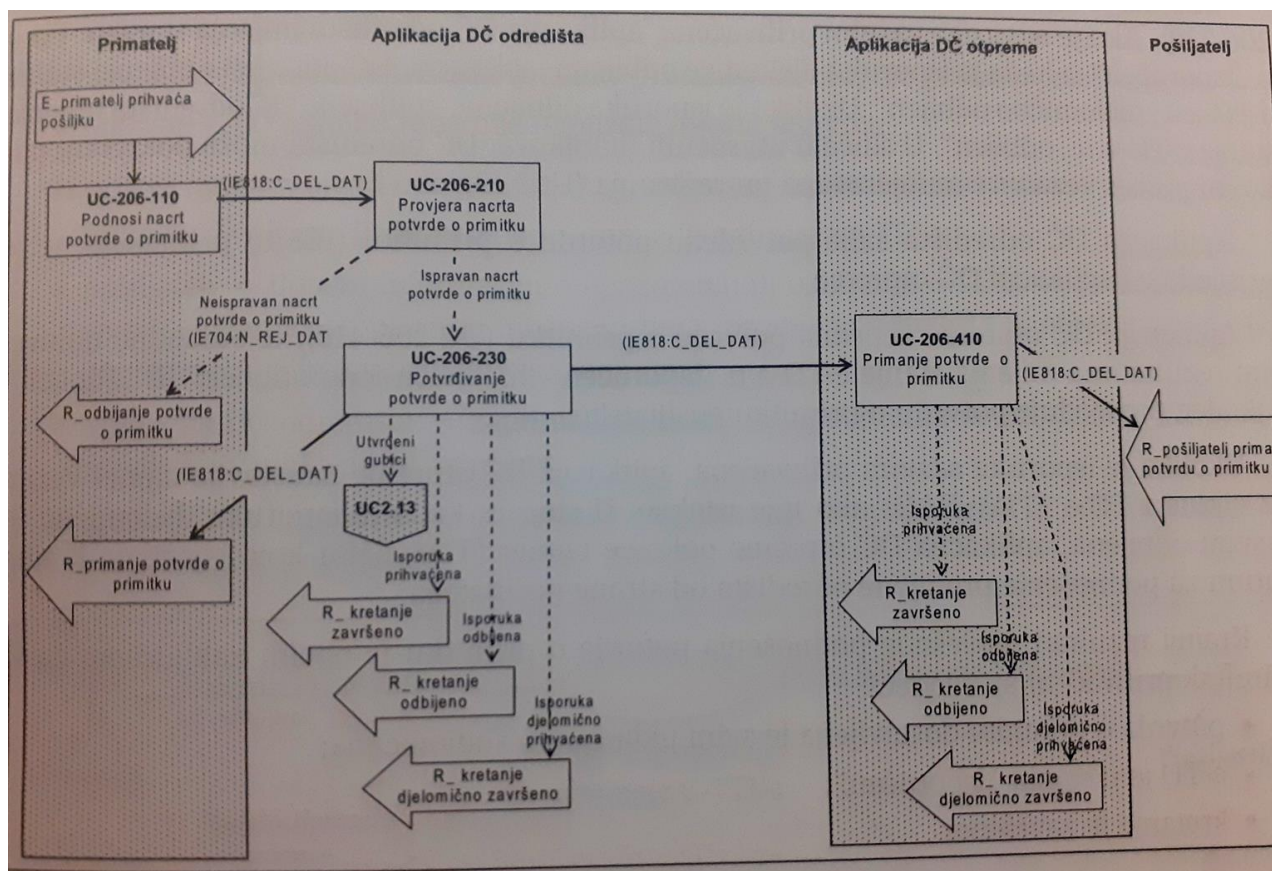 Primatelj
Aplikacija DČ odredišta
Aplikacija DČ otpreme
Pošiljatelj
E_primatelj prihvaća
pošiljku
(IE818:C_DEL_DAT)
UC-206-110
Podnosi nacrt
potvrde o primitku
UC-206-210
Provjera nacrta
potvrde o primitku
Neispravan nacrt
potvrde o primitku
(IE704:N_REJ_DAT
Ispravan nacrt
potvrde o primitku
UC-206-230
Potvrđivanje
potvrde o primitku
(IE818:C_DEL_DAT)
UC-206-410
Primanje potvrde o
primitku
(IE818:C_DEL_DAT)
R_odbijanje potvrde
o primitku
Utvrđeni
gubici
R_pošiljatelj prima
potvrdu o primitku
(IE818:C_DEL_DAT)
UC2.13
R_primanje potvrde o
primitku
Isporuka
prihvaćena
R_ kretanje
završeno
Isporuka
odbijena
R_ kretanje
odbijeno
Isporuka
djelomično
prihvaćena
R_ kretanje
djelomično završeno
Isporuka
prihvaćena
R_ kretanje
završeno
Isporuka
odbijena
R_ kretanje
odbijeno
Isporuka
djelomično
prihvaćena
R_ kretanje
djelomično završeno